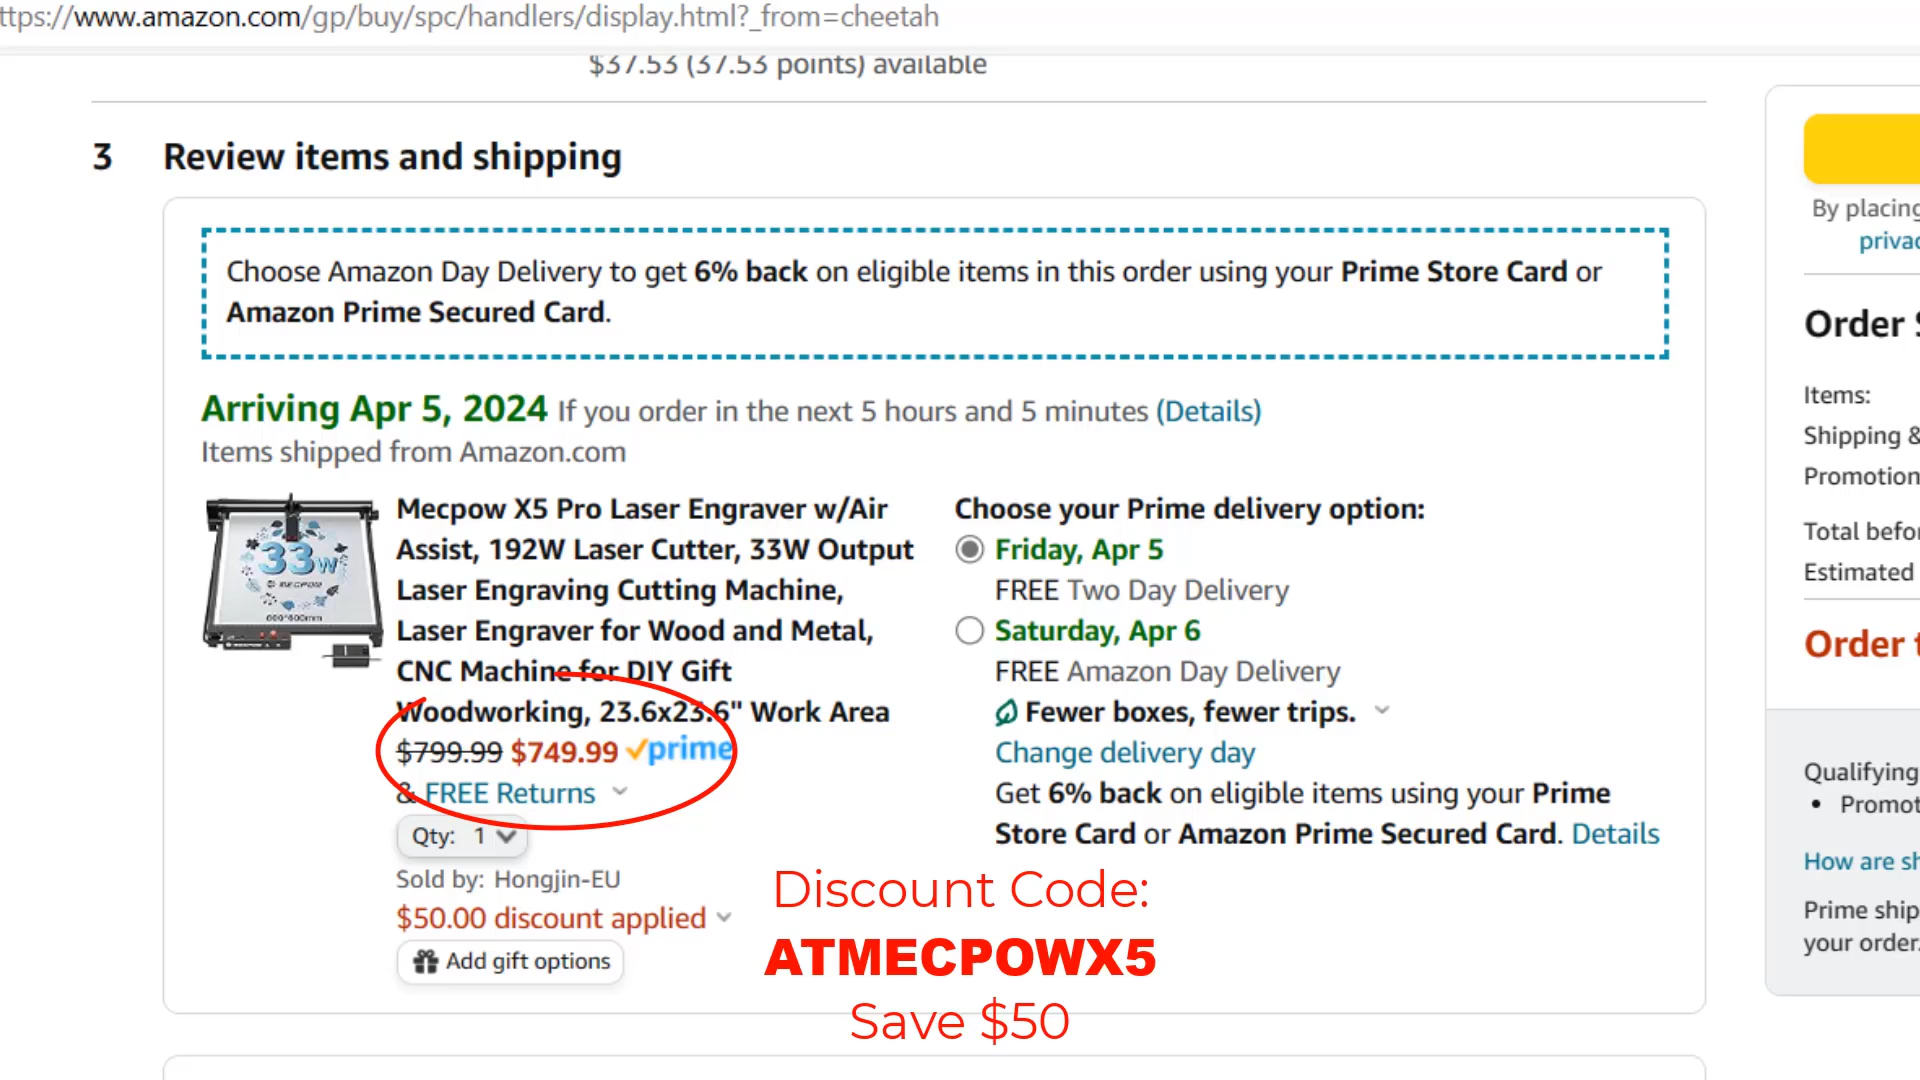 ttps://www.amazon.com/gp/buy/spc/handlers/display.html?_from=cheetah
$37.53 (37.53 points) available
3 Review items and shipping
Choose Amazon Day Delivery to get 6% back on eligible items in this order using your Prime Store Card or
Amazon Prime Secured Card.
Arriving Apr 5, 2024 If you order in the next 5 hours and 5 minutes (Details)
Items shipped from Amazon.com
33W
MECPOW
600*600mm
Mecpow X5 Pro Laser Engraver w/Air
Assist, 192W Laser Cutter, 33W Output
Laser Engraving Cutting Machine,
Laser Engraver for Wood and Metal,
CNC Machine for DIY Gift
Woodworking, 23.6x23.6" Work Area
$799.99 $749.99 prime
& FREE Returns
Qty: 1
Sold by: Hongjin-EU
$50.00 discount applied
Add gift options
Choose your Prime delivery option:
Friday, Apr 5
FREE Two Day Delivery
Saturday, Apr 6
FREE Amazon Day Delivery
Fewer boxes, fewer trips.
Change delivery day
Get 6% back on eligible items using your Prime
Store Card or Amazon Prime Secured Card. Details
Discount Code:
ATMECPOWX5
Save $50
By placing
privac
Order S
Items:
Shipping &
Promotion
Total befor
Estimated
Order t
Qualifying
• Promot
How are sh
Prime ship
your order.